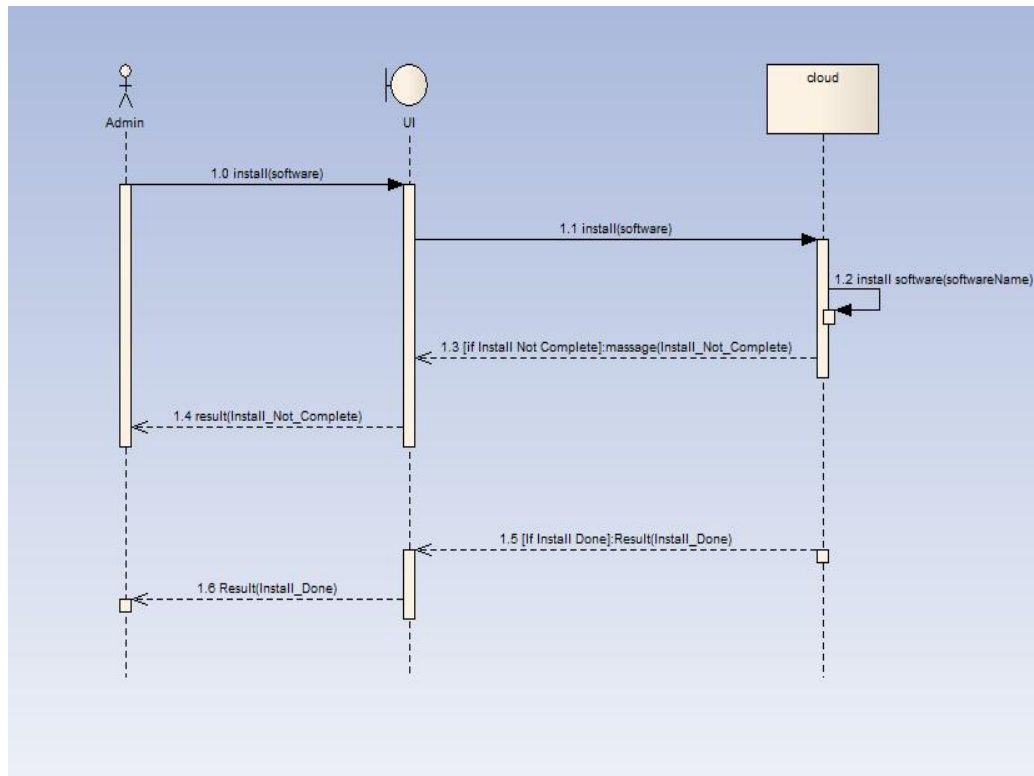 Admin
UI
cloud
1.0 install(software)
1.1 install(software)
1.2 install software(softwareName)
1.3 [if Install Not Complete]:massage(Install_Not_Complete)
1.4 result(Install_Not_Complete)
1.5 [If Install Done]:Result(Install_Done)
1.6 Result(Install_Done)